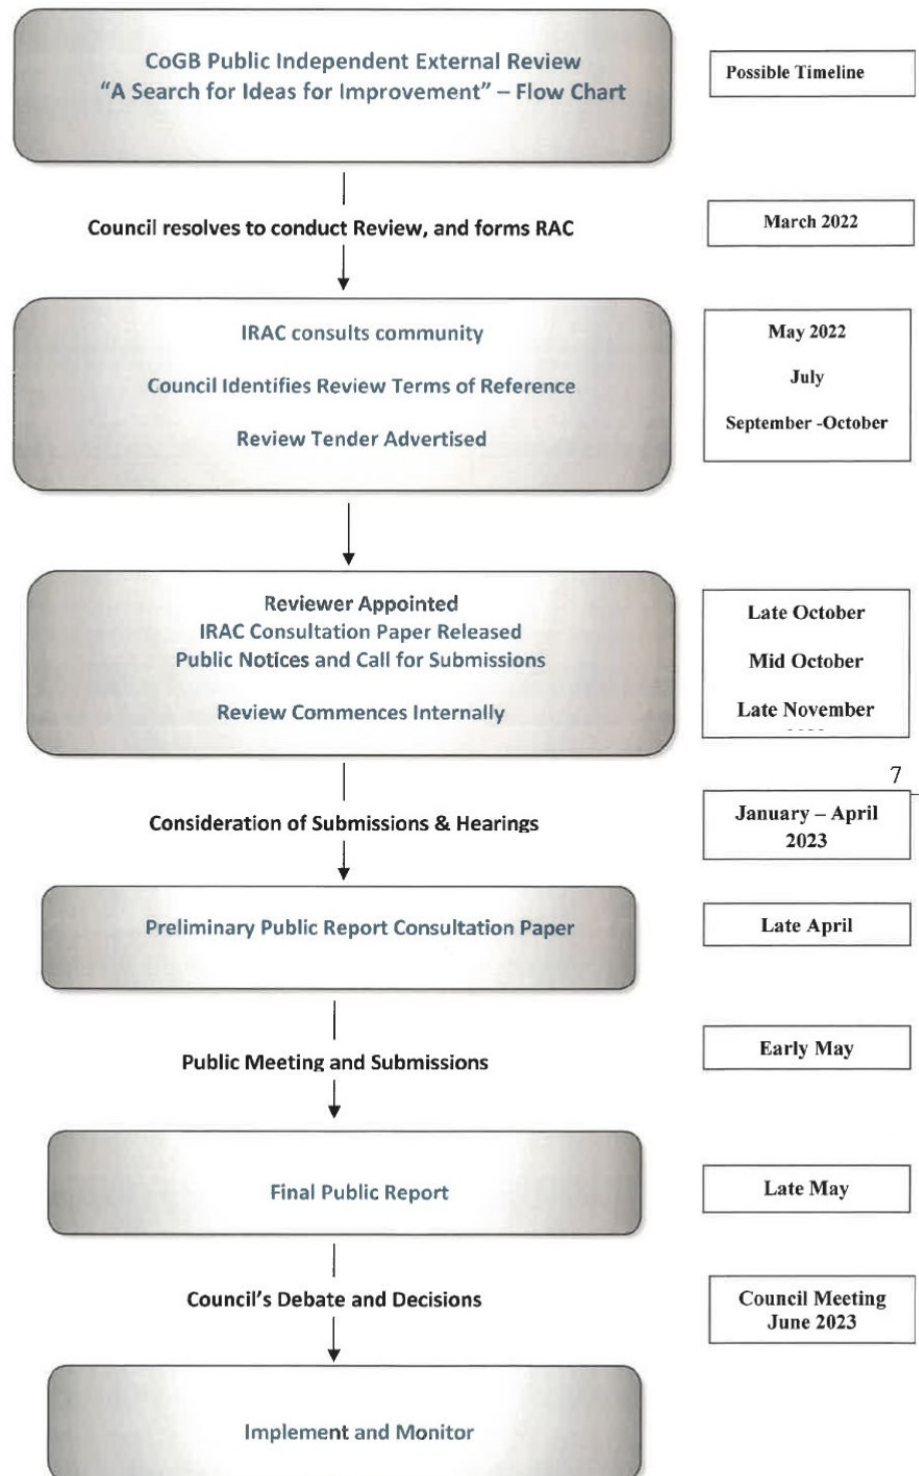 CoGB Public Independent External Review
“A Search for Ideas for Improvement” – Flow Chart
Possible Timeline
Council resolves to conduct Review, and forms RAC
March 2022
IRAC consults community
Council Identifies Review Terms of Reference
Review Tender Advertised
May 2022
July
September -October
Reviewer Appointed
IRAC Consultation Paper Released
Public Notices and Call for Submissions
Review Commences Internally
Late October
Mid October
Late November
7
Consideration of Submissions & Hearings
January – April
2023
Preliminary Public Report Consultation Paper
Late April
Public Meeting and Submissions
Early May
Final Public Report
Late May
Council’s Debate and Decisions
Council Meeting
June 2023
Implement and Monitor